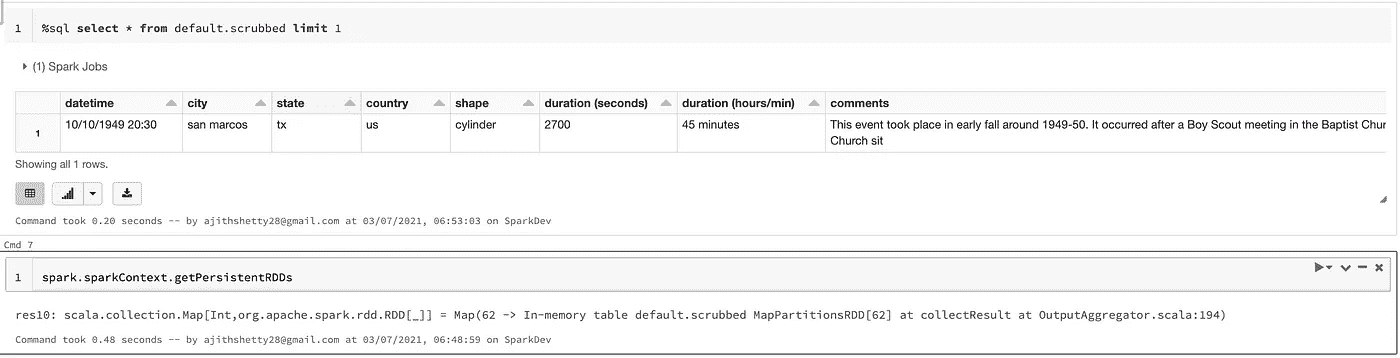 1 %sql select * from default.scrubbed limit 1
(1) Spark Jobs
datetime city state country shape duration (seconds) duration (hours/min) comments
1 10/10/1949 20:30 san marcos tx us cylinder 2700 45 minutes This event took place in early fall around 1949-50. It occurred after a Boy Scout meeting in the Baptist Chur
Church sit
Showing all 1 rows.
Command took 0.20 seconds -- by ajithshetty28@gmail.com at 03/07/2021, 06:53:03 on SparkDev
Cmd 7
1 spark.sparkContext.getPersistentRDDs
res10: scala.collection.Map[Int,org.apache.spark.rdd.RDD[_]] = Map(62 -> In-memory table default.scrubbed MapPartitionsRDD[62] at collectResult at OutputAggregator.scala:194)
Command took 0.48 seconds -- by ajithshetty28@gmail.com at 03/07/2021, 06:48:59 on SparkDev